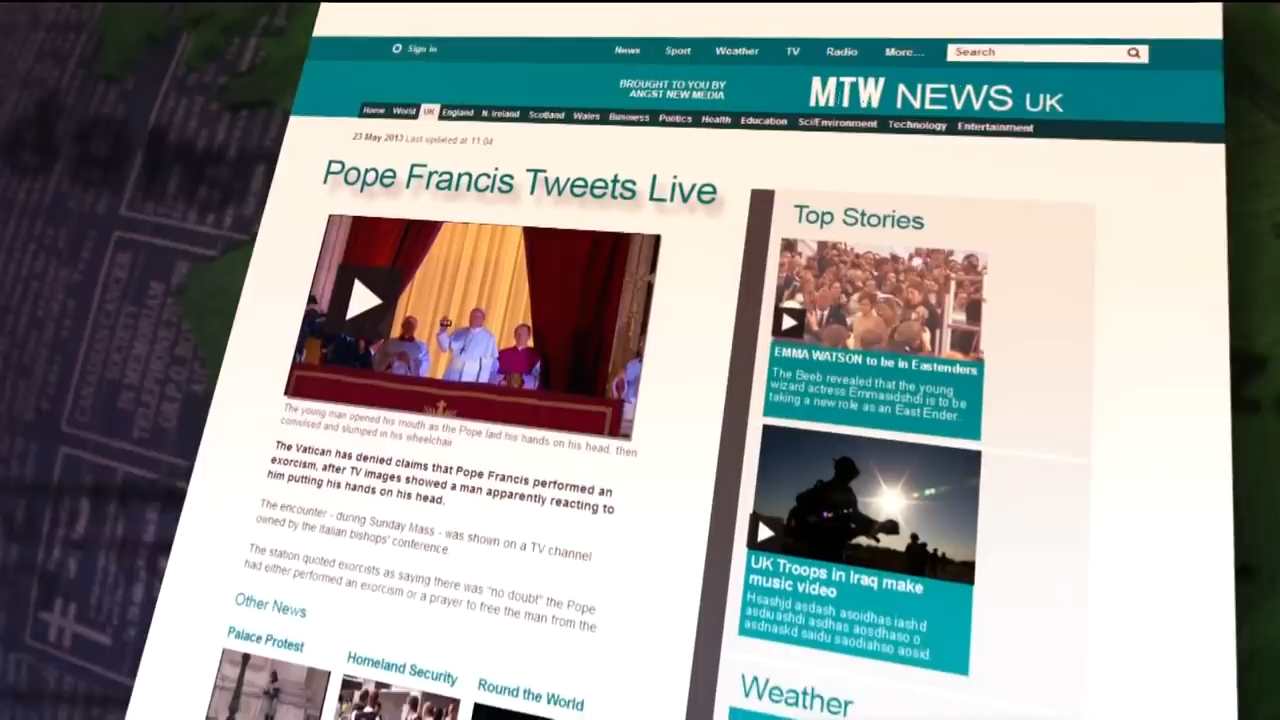 Sign in
News Sport Weather TV Radio More... Search
BROUGHT TO YOU BY
ANGST NEW MEDIA
MTW NEWS UK
Home World UK England N. Ireland Scotland Wales Business Politics Health Education Sci/Environment Technology Entertainment
23 May 2013 Last updated at 11:04
Pope Francis Tweets Live
The young man opened his mouth as the Pope laid his hands on his head, then
convulsed and slumped in his wheelchair
The Vatican has denied claims that Pope Francis performed an
exorcism, after TV images showed a man apparently reacting to
him putting his hands on his head.
The encounter - during Sunday Mass - was shown on a TV channel
owned by the Italian bishops' conference.
The station quoted exorcists as saying there was "no doubt" the Pope
had either performed an exorcism or a prayer to free the man from the
Other News
Palace Protest
Homeland Security
Round the World
Top Stories
EMMA WATSON to be in Eastenders
The Beeb revealed that the young
wizard actress Emmasidshdi is to be
taking a new role as an East Ender..
UK Troops in Iraq make
music video
Hsashjd asdash asoidhas iashd
asdiuashdi asdhas aosdhaso o
asdnaskd saidu saodiahso aosid.
Weather